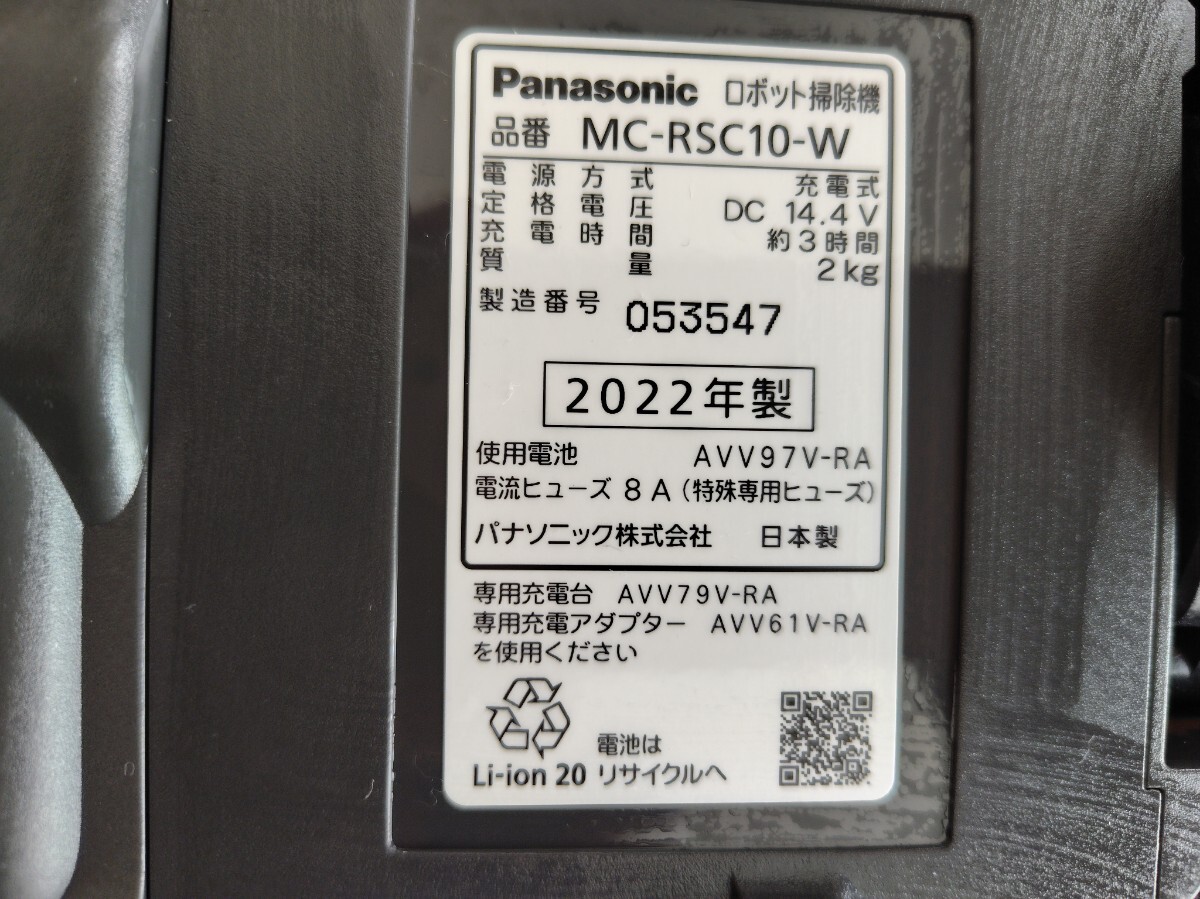 Panasonic ロボット掃除機
品番 MC-RSC10-W
電源方式 充電式
定格電圧 DC 14.4V
充電時間 約3時間
質量 2kg
製造番号 053547
2022年製
使用電池 AVV97V-RA
電流ヒューズ 8A(特殊専用ヒューズ)
パナソニック株式会社 日本製
専用充電台 AVV79V-RA
専用充電アダプター AVV61V-RA
を使用ください
電池は
Li-ion 20 リサイクルへ